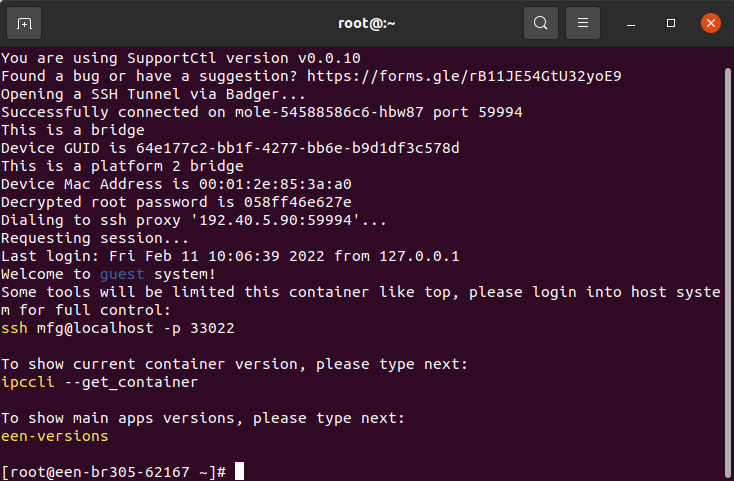 root@:~
You are using SupportCtl version v0.0.10
Found a bug or have a suggestion? https://forms.gle/rB11JE54GtU32yoE9
Opening a SSH Tunnel via Badger...
Successfully connected on mole-54588586c6-hbw87 port 59994
This is a bridge
Device GUID is 64e177c2-bb1f-4277-bb6e-b9d1df3c578d
This is a platform 2 bridge
Device Mac Address is 00:01:2e:85:3a:a0
Decrypted root password is 058ff46e627e
Dialing to ssh proxy '192.40.5.90:59994'...
Requesting session...
Last login: Fri Feb 11 10:06:39 2022 from 127.0.0.1
Welcome to guest system!
Some tools will be limited this container like top, please login into host syste
m for full control:
ssh mfg@localhost -p 33022
To show current container version, please type next:
ipccli --get_container
To show main apps versions, please type next:
een-versions
[root@een-br305-62167 ~]#